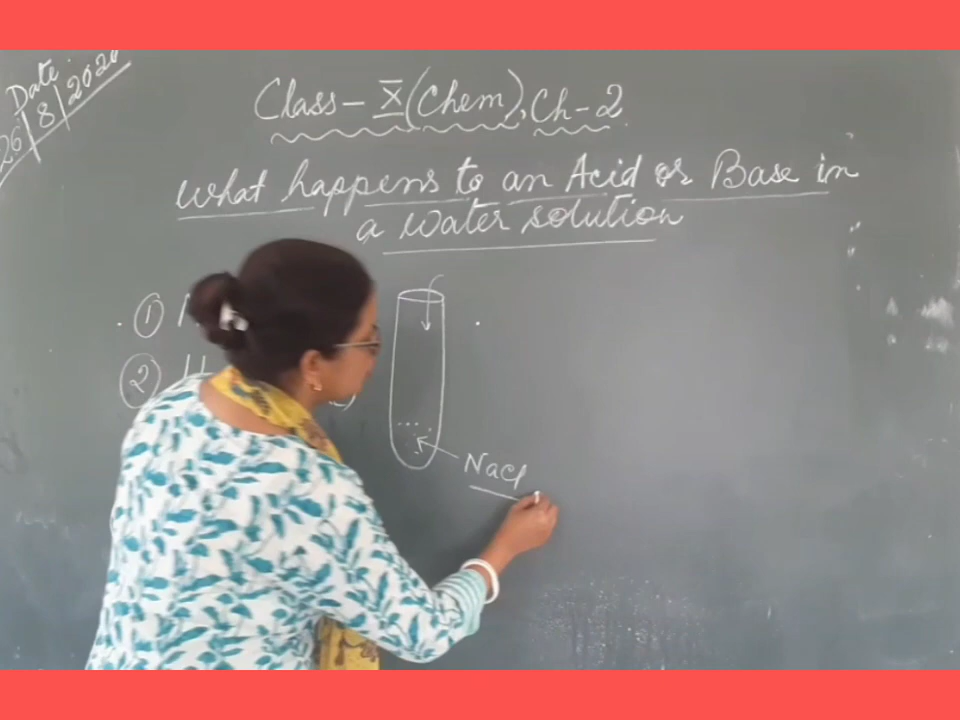 Date:
26/8/2020
Class – X (Chem), Ch-2
What happens to an Acid or Base in
a water solution
①
② H
NaCl